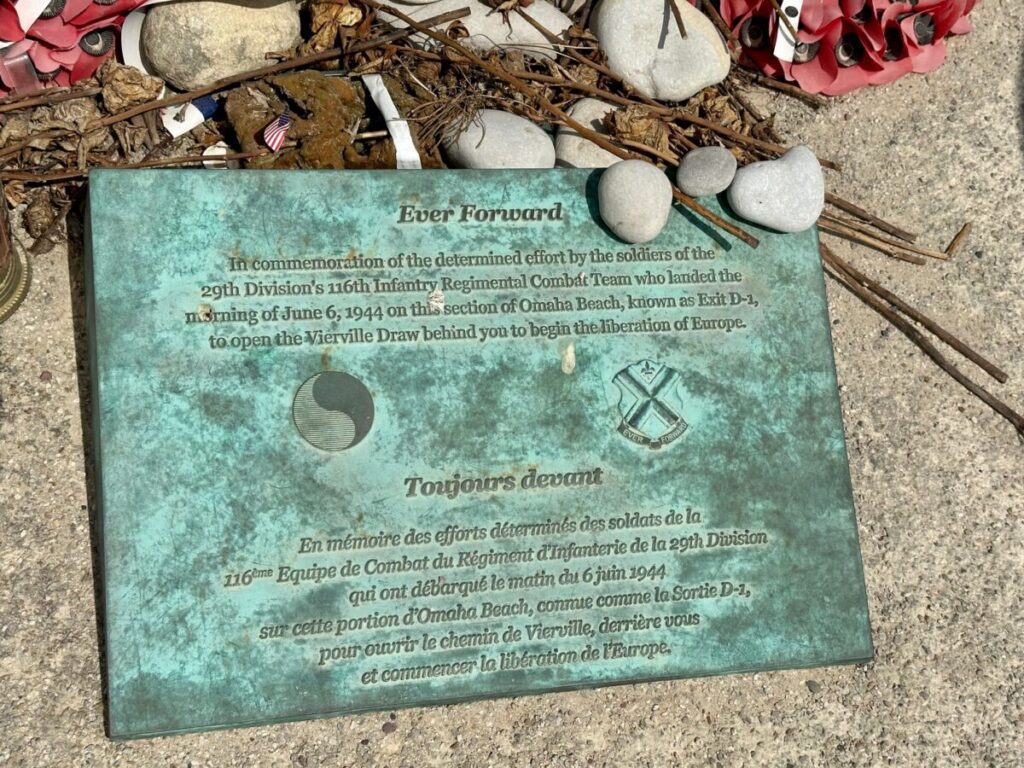 Ever Forward
In commemoration of the determined effort by the soldiers of the
29th Division's 116th Infantry Regimental Combat Team who landed the
morning of June 6, 1944 on this section of Omaha Beach, known as Exit D-1,
to open the Vierville Draw behind you to begin the liberation of Europe.
EVER FORWARD
Toujours devant
En mémoire des efforts déterminés des soldats de la
116ème Equipe de Combat du Régiment d'Infanterie de la 29th Division
qui ont débarqué le matin du 6 juin 1944
sur cette portion d'Omaha Beach, connue comme la Sortie D-1,
pour ouvrir le chemin de Vierville, derrière vous
et commencer la libération de l'Europe.